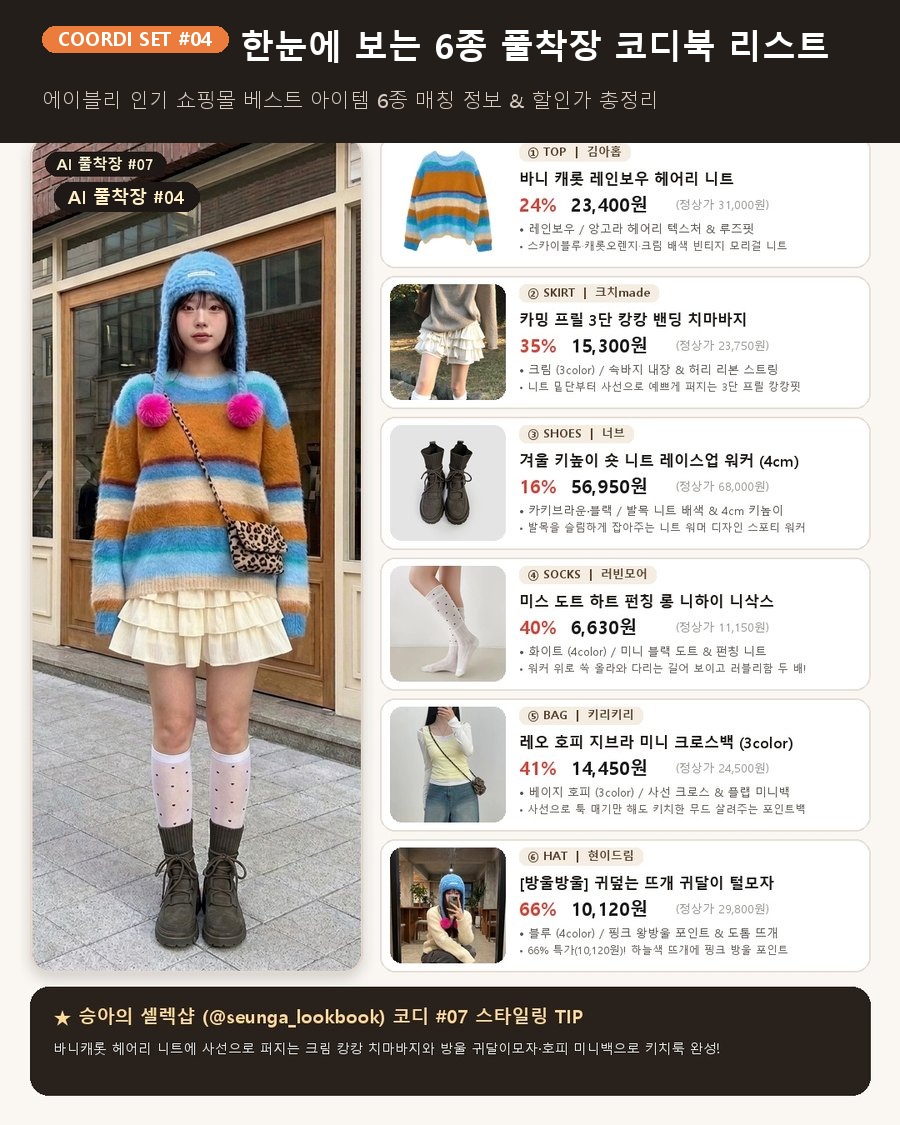 COORDI SET #04
한눈에 보는 6종 풀착장 코디북 리스트
에이블리 인기 쇼핑몰 베스트 아이템 6종 매칭 정보 & 할인가 총정리
AI 풀착장 #07
AI 풀착장 #04
① TOP | 김아홉
바니 캐롯 레인보우 헤어리 니트
24% 23,400원 (정상가 31,000원)
• 레인보우 / 앙고라 헤어리 텍스처 & 루즈핏
• 스카이블루·캐롯오렌지·크림 배색 빈티지 모리걸 니트
② SKIRT | 크치made
카밍 프릴 3단 캉캉 밴딩 치마바지
35% 15,300원 (정상가 23,750원)
• 크림 (3color) / 속바지 내장 & 허리 리본 스트링
• 니트 밑단부터 사선으로 예쁘게 퍼지는 3단 프릴 캉캉핏
③ SHOES | 너브
겨울 키높이 숏 니트 레이스업 워커 (4cm)
16% 56,950원 (정상가 68,000원)
• 카키브라운·블랙 / 발목 니트 배색 & 4cm 키높이
• 발목을 슬림하게 잡아주는 니트 워머 디자인 스포티 워커
④ SOCKS | 러빈모어
미스 도트 하트 펀칭 롱 니하이 니삭스
40% 6,630원 (정상가 11,150원)
• 화이트 (4color) / 미니 블랙 도트 & 펀칭 니트
• 워커 위로 쏙 올라와 다리는 길어 보이고 러블리함 두 배!
⑤ BAG | 키리키리
레오 호피 지브라 미니 크로스백 (3color)
41% 14,450원 (정상가 24,500원)
• 베이지 호피 (3color) / 사선 크로스 & 플랩 미니백
• 사선으로 툭 매기만 해도 키치한 무드 살려주는 포인트백
⑥ HAT | 현이드림
[방울방울] 귀덮는 뜨개 귀달이 털모자
66% 10,120원 (정상가 29,800원)
• 블루 (4color) / 핑크 왕방울 포인트 & 도톰 뜨개
• 66% 특가(10,120원)! 하늘색 뜨개에 핑크 방울 포인트
★ 승아의 셀렉샵 (@seunga_lookbook) 코디 #07 스타일링 TIP
바니캐롯 헤어리 니트에 사선으로 퍼지는 크림 캉캉 치마바지와 방울 귀달이모자·호피 미니백으로 키치룩 완성!